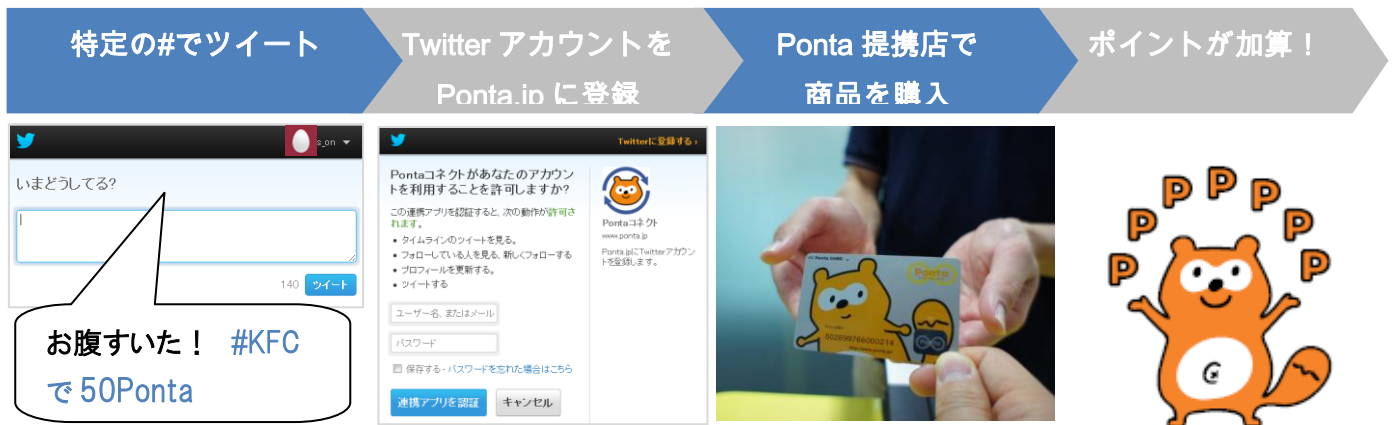 特定の#でツイート
Twitter アカウントを
Ponta.jp に登録
Ponta 提携店で
商品を購入
ポイントが加算！
s_on
いまどうしてる?
140 ツイート
お腹すいた！ #KFC
で 50Ponta
Twitterに登録する ›
Pontaコネクトがあなたのアカウン
トを利用することを許可しますか?
この連携アプリを認証すると、次の動作が許可さ
れます。
• タイムラインのツイートを見る。
• フォローしている人を見る、新しくフォローする
• プロフィールを更新する。
• ツイートする
ユーザー名、またはメール
パスワード
保存する・パスワードを忘れた場合はこちら
連携アプリを認証 キャンセル
Pontaコネクト
www.ponta.jp
Ponta.jpにTwitterアカウン
トを登録します。
Ponta CARD
Ponta
P P P P P P P